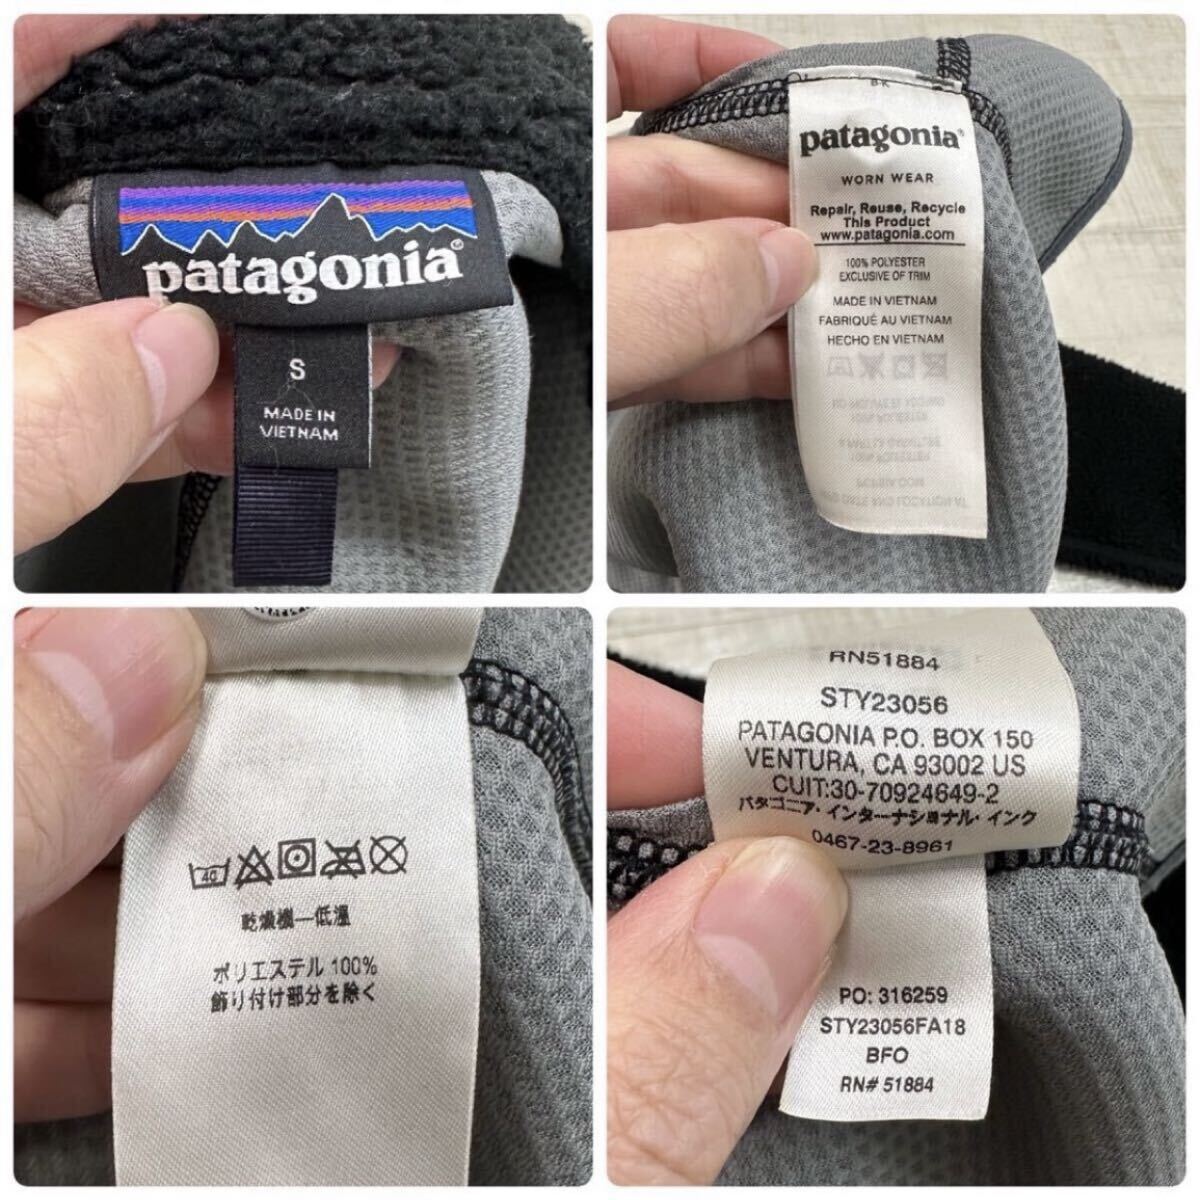 patagonia®
S
MADE IN
VIETNAM
BK
patagonia®
WORN WEAR
Repair, Reuse, Recycle
This Product
www.patagonia.com
100% POLYESTER
EXCLUSIVE OF TRIM
MADE IN VIETNAM
FABRIQUÉ AU VIETNAM
HECHO EN VIETNAM
40
乾燥機—低温
ポリエステル 100%
飾り付け部分を除く
RN51884
STY23056
PATAGONIA P.O. BOX 150
VENTURA, CA 93002 US
CUIT:30-70924649-2
パタゴニア・インターナショナル・インク
0467-23-8961
PO: 316259
STY23056FA18
BFO
RN# 51884